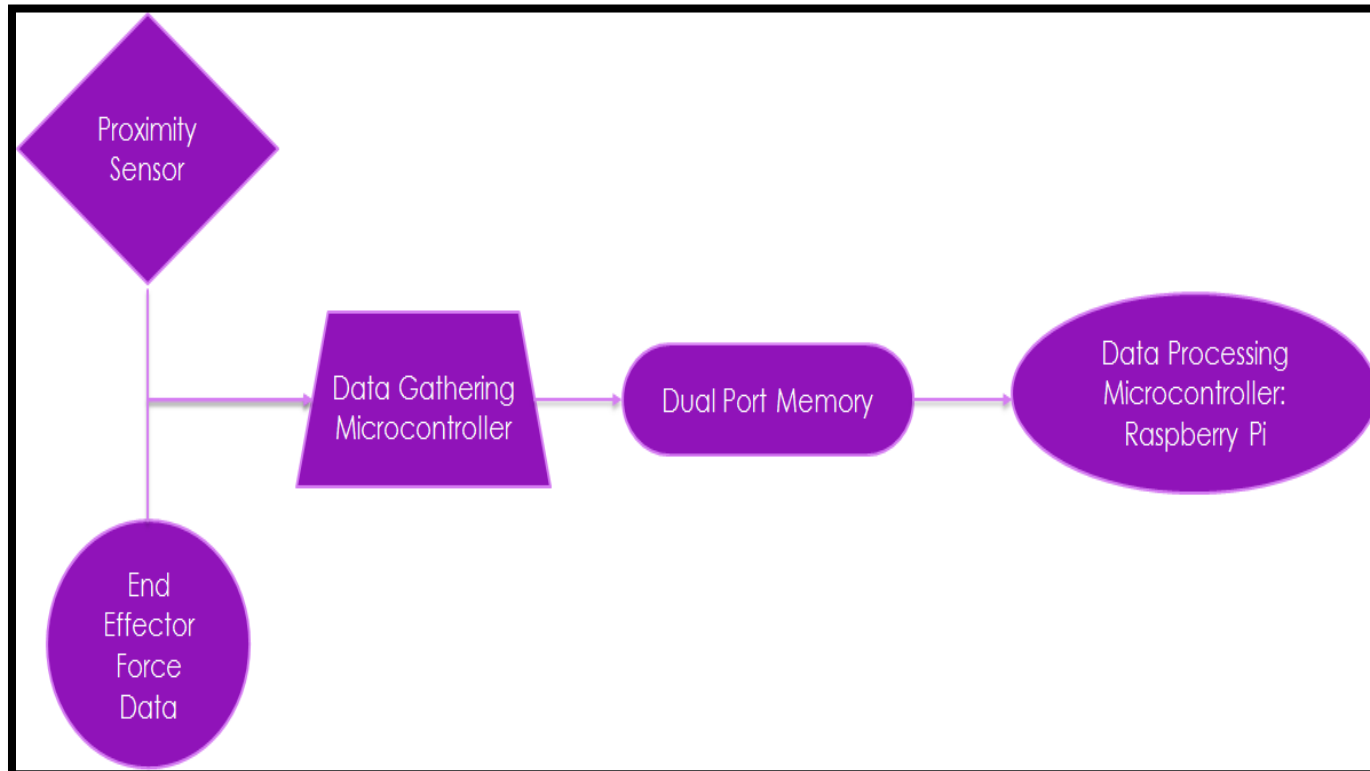 Proximity
Sensor
Data Gathering
Microcontroller
Dual Port Memory
Data Processing
Microcontroller:
Raspberry Pi
End
Effector
Force
Data